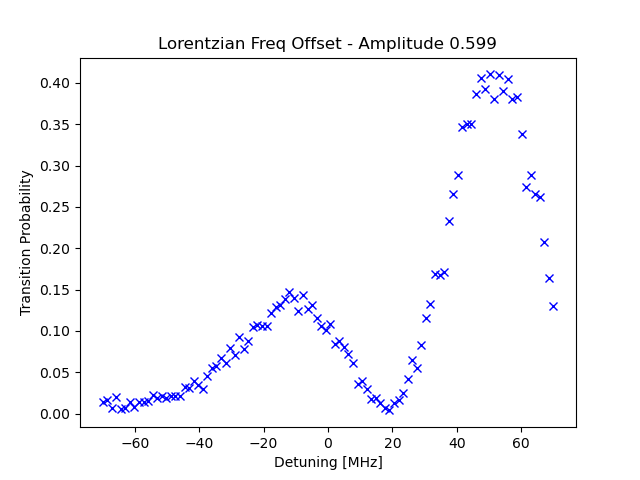 Lorentzian Freq Offset - Amplitude 0.599
Transition Probability
0.40
0.35
0.30
0.25
0.20
0.15
0.10
0.05
0.00
−60 −40 −20 0 20 40 60
Detuning [MHz]